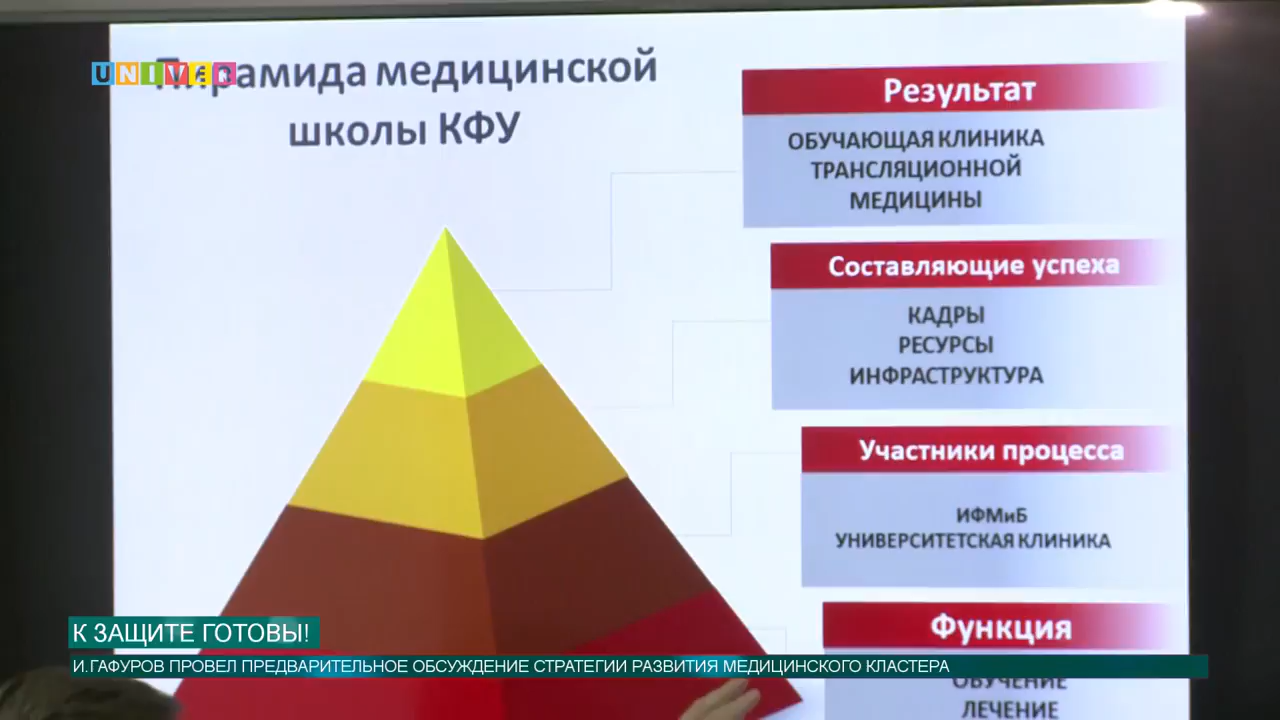 UNIVER
Пирамида медицинской
школы КФУ
Результат
ОБУЧАЮЩАЯ КЛИНИКА
ТРАНСЛЯЦИОННОЙ
МЕДИЦИНЫ
Составляющие успеха
КАДРЫ
РЕСУРСЫ
ИНФРАСТРУКТУРА
Участники процесса
ИФМиБ
УНИВЕРСИТЕТСКАЯ КЛИНИКА
Функция
ОБУЧЕНИЕ
ЛЕЧЕНИЕ
К ЗАЩИТЕ ГОТОВЫ!
И.ГАФУРОВ ПРОВЕЛ ПРЕДВАРИТЕЛЬНОЕ ОБСУЖДЕНИЕ СТРАТЕГИИ РАЗВИТИЯ МЕДИЦИНСКОГО КЛАСТЕРА